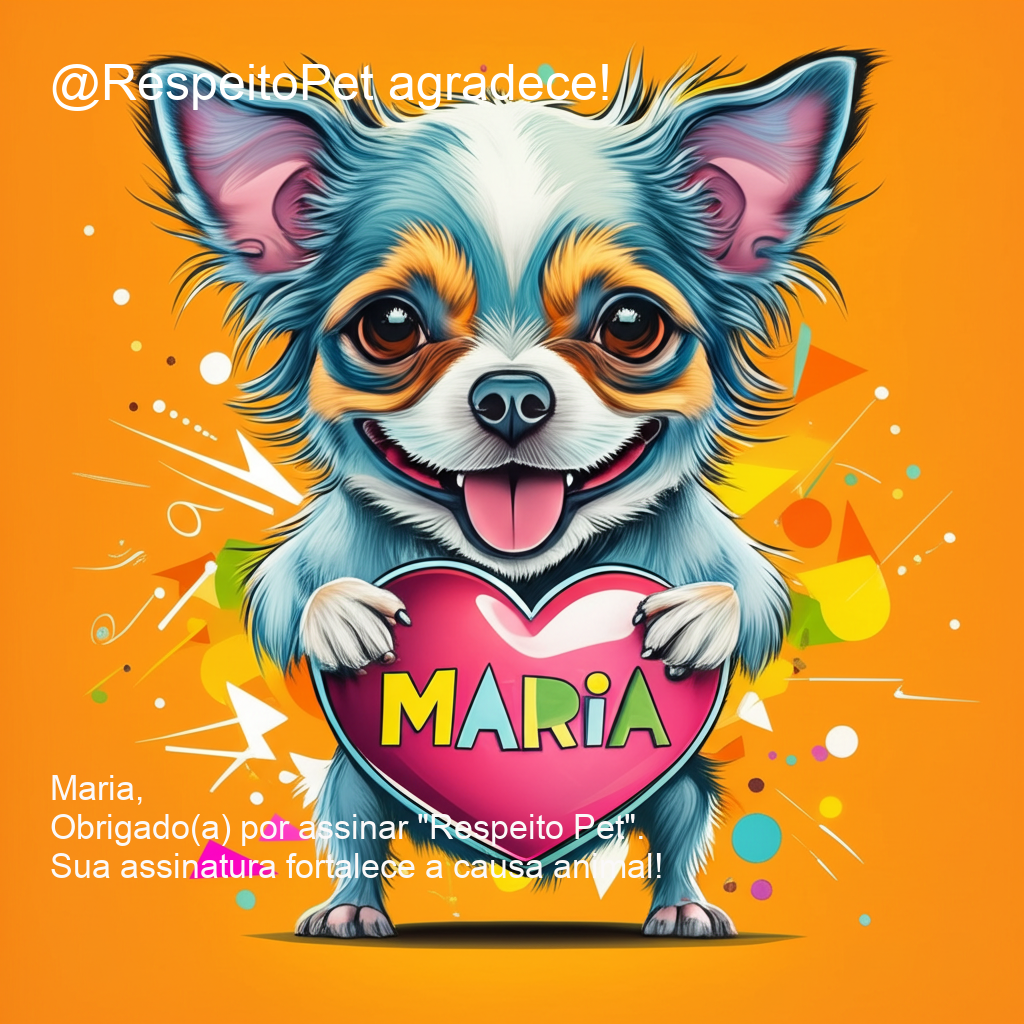 @RespeitoPet agradece!
MARiA
Maria,
Obrigado(a) por assinar "Respeito Pet".
Sua assinatura fortalece a causa animal!